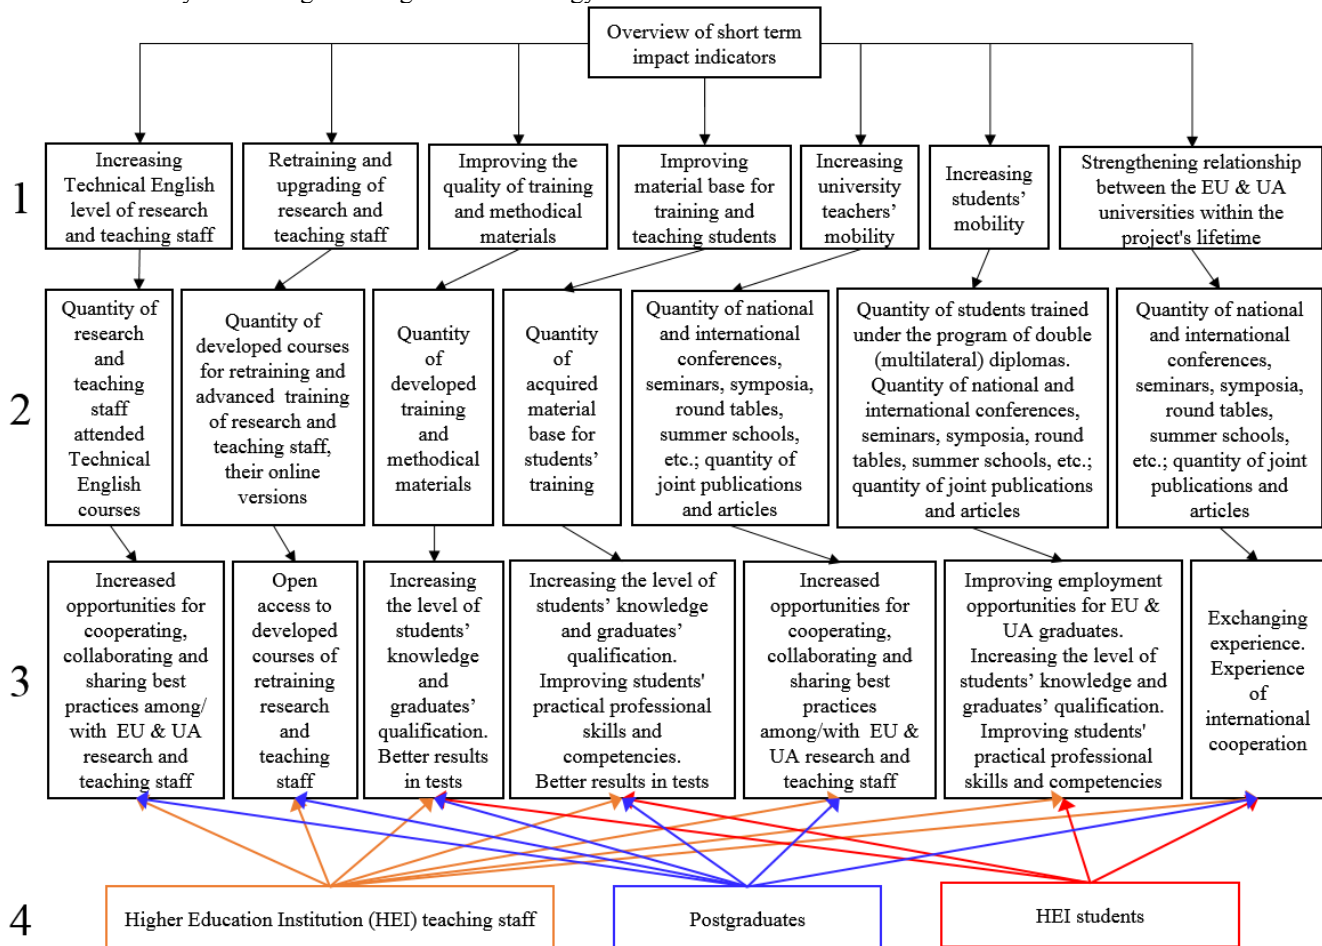 Overview of short term
impact indicators
1
Increasing
Technical English
level of research
and teaching staff
Retraining and
upgrading of
research and
teaching staff
Improving the
quality of training
and methodical
materials
Improving
material base for
training and
teaching students
Increasing
university
teachers’
mobility
Increasing
students’
mobility
Strengthening relationship
between the EU & UA
universities within the
project's lifetime
2
Quantity of
research
and
teaching
staff
attended
Technical
English
courses
Quantity of
developed courses
for retraining and
advanced training
of research and
teaching staff,
their online
versions
Quantity
of
developed
training
and
methodical
materials
Quantity
of
acquired
material
base for
students’
training
Quantity of national
and international
conferences,
seminars, symposia,
round tables,
summer schools,
etc.; quantity of
joint publications
and articles
Quantity of students trained
under the program of double
(multilateral) diplomas.
Quantity of national and
international conferences,
seminars, symposia, round
tables, summer schools, etc.;
quantity of joint publications
and articles
Quantity of national
and international
conferences,
seminars, symposia,
round tables,
summer schools,
etc.; quantity of joint
publications and
articles
3
Increased
opportunities for
cooperating,
collaborating and
sharing best
practices among/
with EU & UA
research and
teaching staff
Open
access to
developed
courses of
retraining
research
and
teaching
staff
Increasing
the level of
students’
knowledge
and
graduates’
qualification.
Better results
in tests
Increasing the level of
students’ knowledge
and graduates’
qualification.
Improving students'
practical professional
skills and
competencies.
Better results in tests
Increased
opportunities for
cooperating,
collaborating and
sharing best
practices
among/with EU &
UA research and
teaching staff
Improving employment
opportunities for EU &
UA graduates.
Increasing the level of
students’ knowledge and
graduates’ qualification.
Improving students'
practical professional
skills and competencies
Exchanging
experience.
Experience
of
international
cooperation
4
Higher Education Institution (HEI) teaching staff
Postgraduates
HEI students